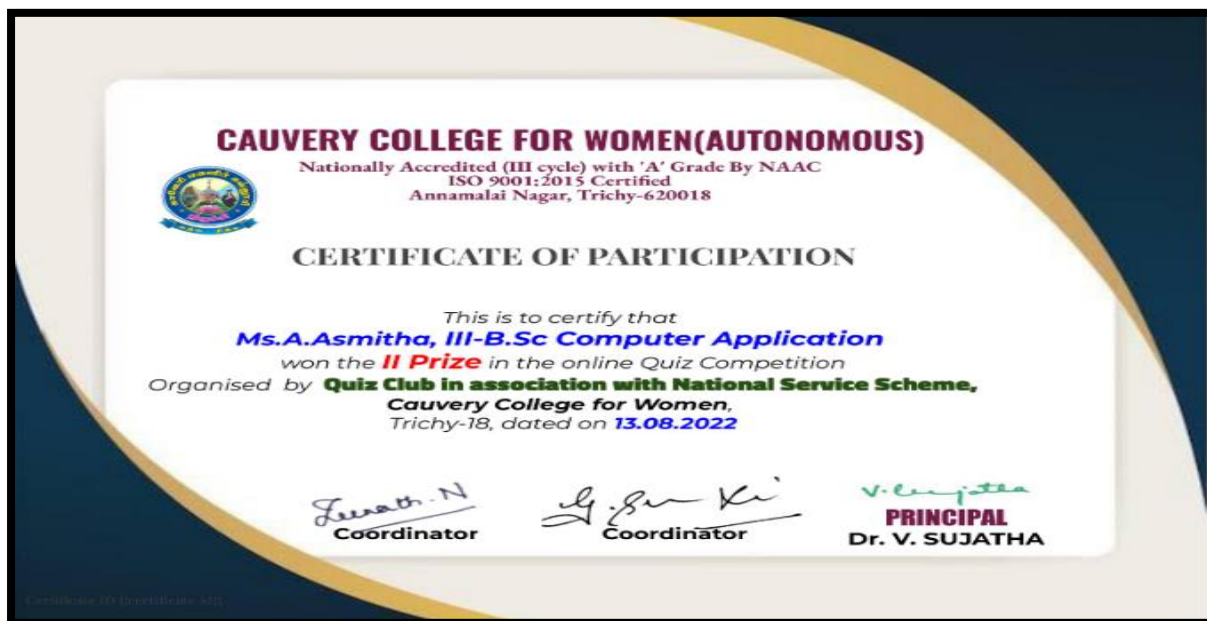 CAUVERY COLLEGE FOR WOMEN(AUTONOMOUS)
Nationally Accredited (III cycle) with 'A' Grade By NAAC
ISO 9001:2015 Certified
Annamalai Nagar, Trichy-620018
CERTIFICATE OF PARTICIPATION
This is to certify that
Ms.A.Asmitha, III-B.Sc Computer Application
won the II Prize in the online Quiz Competition
Organised by Quiz Club in association with National Service Scheme,
Cauvery College for Women,
Trichy-18, dated on 13.08.2022
Coordinator
Coordinator
PRINCIPAL
Dr. V. SUJATHA